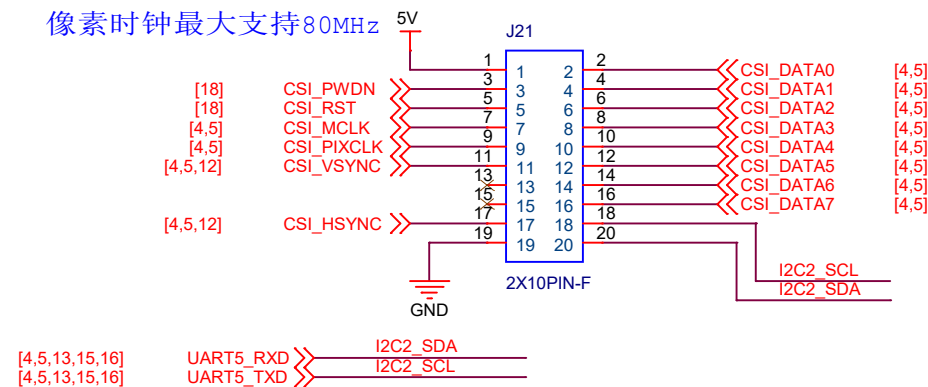 像素时钟最大支持80MHz
5V
J21
1 1 2 2 CSI_DATA0 [4,5]
[18] CSI_PWDN 3 3 4 4 CSI_DATA1 [4,5]
[18] CSI_RST 5 5 6 6 CSI_DATA2 [4,5]
[4,5] CSI_MCLK 7 7 8 8 CSI_DATA3 [4,5]
[4,5] CSI_PIXCLK 9 9 10 10 CSI_DATA4 [4,5]
[4,5,12] CSI_VSYNC 11 11 12 12 CSI_DATA5 [4,5]
13 13 14 14 CSI_DATA6 [4,5]
15 15 16 16 CSI_DATA7 [4,5]
[4,5,12] CSI_HSYNC 17 17 18 18
19 19 20 20
I2C2_SCL
2X10PIN-F
I2C2_SDA
GND
[4,5,13,15,16] UART5_RXD I2C2_SDA
[4,5,13,15,16] UART5_TXD I2C2_SCL